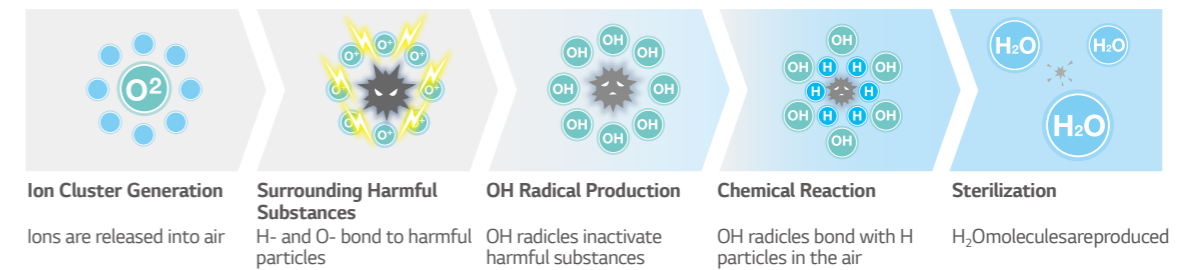 O²
O⁺
O⁺ O⁺
O⁺ O⁺
O⁺ O⁺
O⁺
OH
OH OH
OH OH
OH OH
OH
OH
OH H H OH
H H
OH H H OH
OH
H₂O H₂O
H₂O
Ion Cluster Generation
Ions are released into air
Surrounding Harmful
Substances
H- and O- bond to harmful
particles
OH Radical Production
OH radicles inactivate
harmful substances
Chemical Reaction
OH radicles bond with H
particles in the air
Sterilization
H₂Omoleculesareproduced